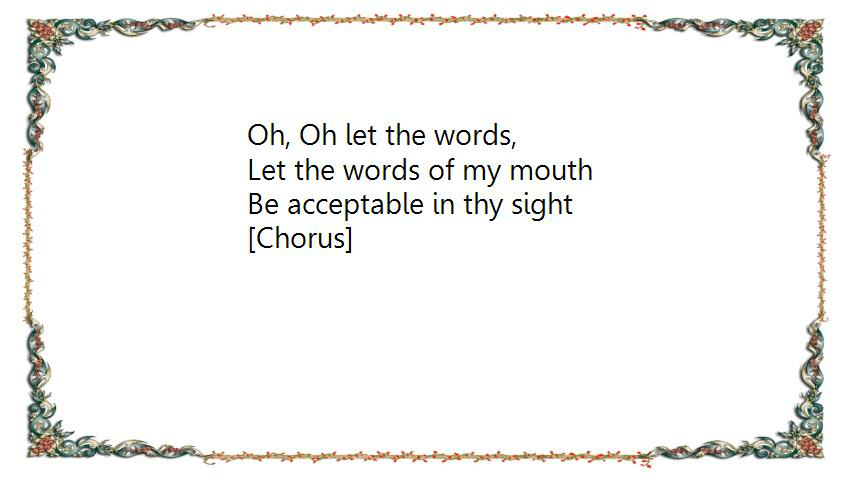 Oh, Oh let the words,
Let the words of my mouth
Be acceptable in thy sight
[Chorus]